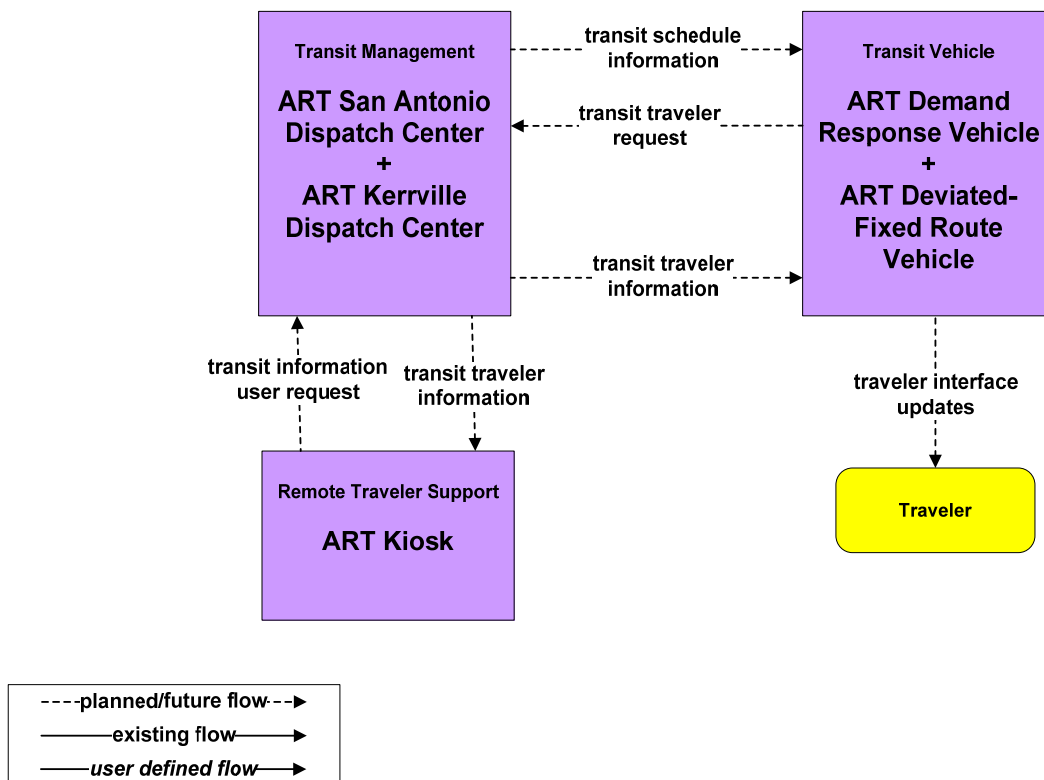 Transit Management
ART San Antonio
Dispatch Center
+
ART Kerrville
Dispatch Center
transit schedule
information
transit traveler
request
transit traveler
information
Transit Vehicle
ART Demand
Response Vehicle
+
ART Deviated-
Fixed Route
Vehicle
transit information
user request
transit traveler
information
traveler interface
updates
Remote Traveler Support
ART Kiosk
Traveler
planned/future flow
existing flow
user defined flow